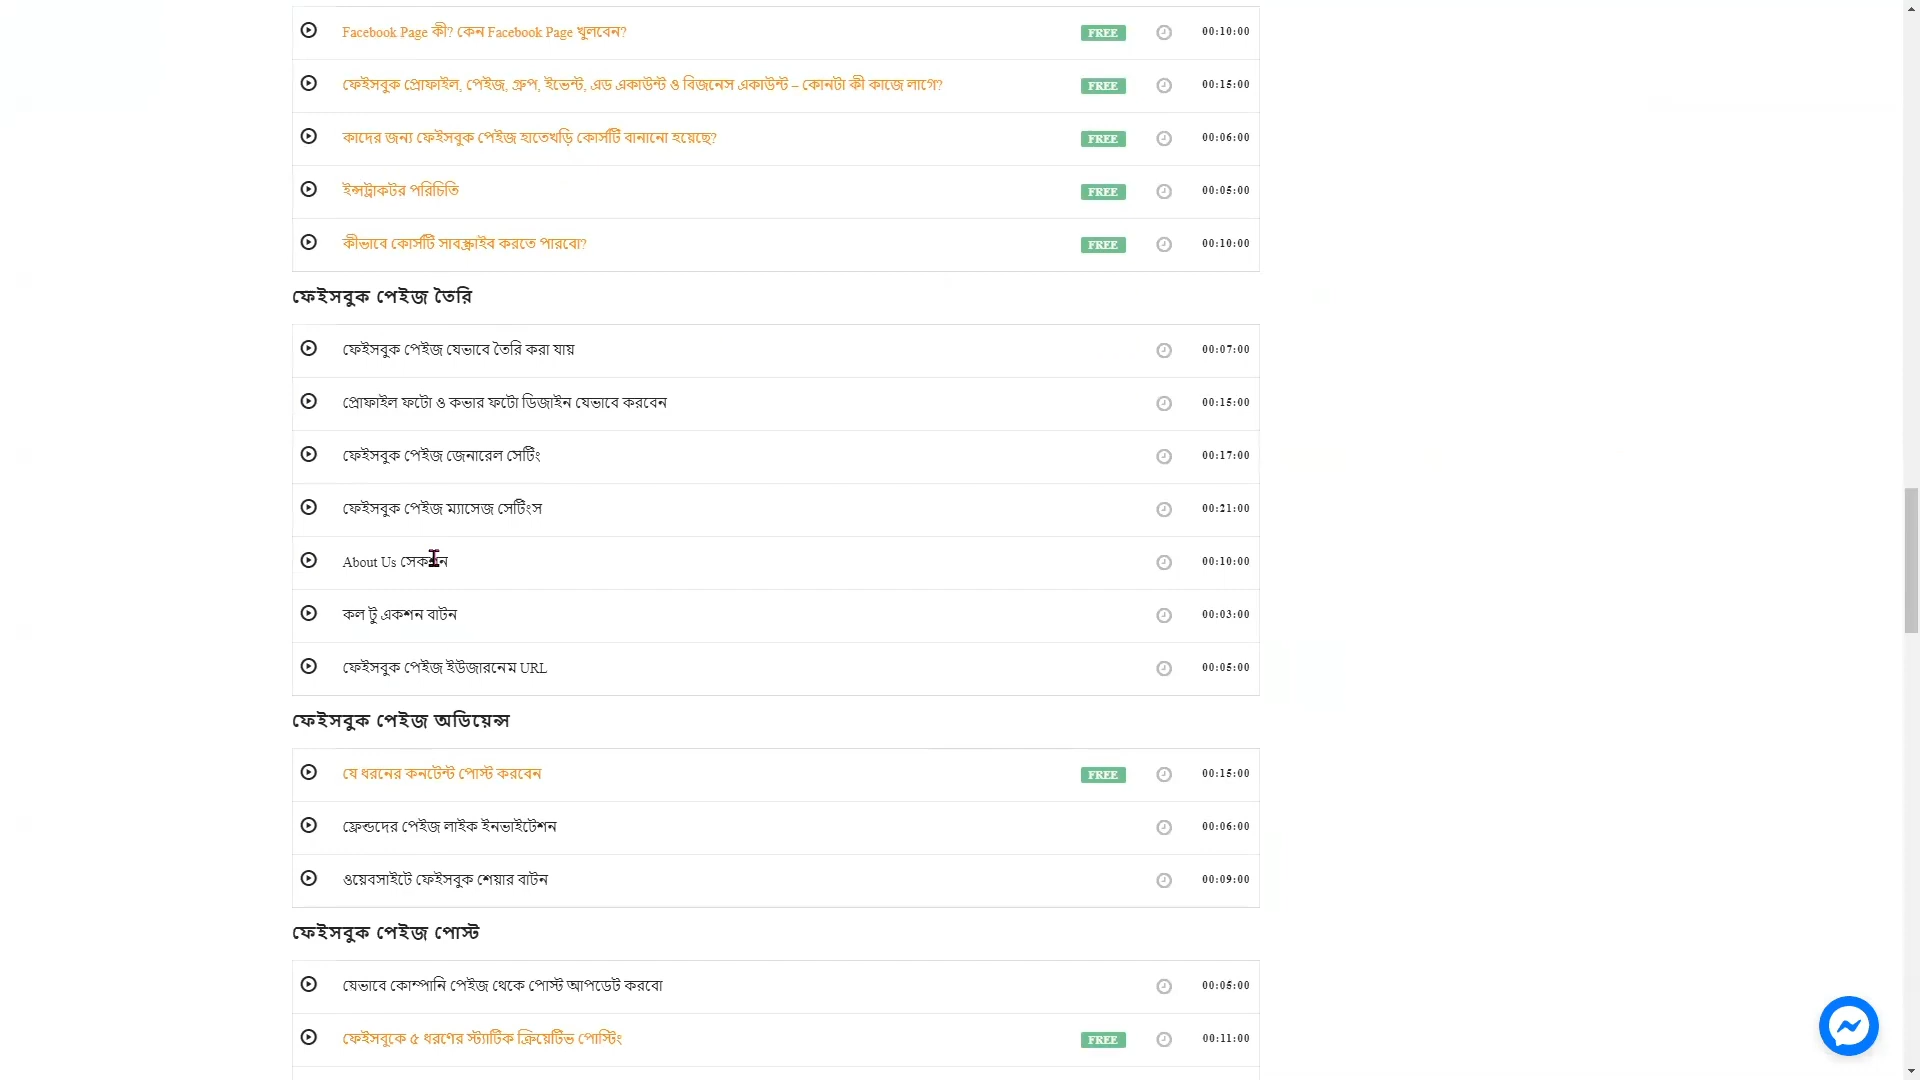 Facebook Page কী? কেন Facebook Page খুলবেন? FREE 00:10:00
ফেইসবুক প্রোফাইল, পেইজ, গ্রুপ, ইভেন্ট, এড একাউন্ট ও বিজনেস একাউন্ট – কোনটা কী কাজে লাগে? FREE 00:15:00
কাদের জন্য ফেইসবুক পেইজ হাতেখড়ি কোর্সটি বানানো হয়েছে? FREE 00:06:00
ইন্সট্রাকটর পরিচিতি FREE 00:05:00
কীভাবে কোর্সটি সাবস্ক্রাইব করতে পারবো? FREE 00:10:00
ফেইসবুক পেইজ তৈরি
ফেইসবুক পেইজ যেভাবে তৈরি করা যায় 00:07:00
প্রোফাইল ফটো ও কভার ফটো ডিজাইন যেভাবে করবেন 00:15:00
ফেইসবুক পেইজ জেনারেল সেটিং 00:17:00
ফেইসবুক পেইজ ম্যাসেজ সেটিংস 00:21:00
About Us সেকশন 00:10:00
কল টু একশন বাটন 00:03:00
ফেইসবুক পেইজ ইউজারনেম URL 00:05:00
ফেইসবুক পেইজ অডিয়েন্স
যে ধরনের কনটেন্ট পোস্ট করবেন FREE 00:15:00
ফ্রেন্ডদের পেইজ লাইক ইনভাইটেশন 00:06:00
ওয়েবসাইটে ফেইসবুক শেয়ার বাটন 00:09:00
ফেইসবুক পেইজ পোস্ট
যেভাবে কোম্পানি পেইজ থেকে পোস্ট আপডেট করবো 00:05:00
ফেইসবুকে ৫ ধরণের স্ট্যাটিক ক্রিয়েটিভ পোস্টিং FREE 00:11:00